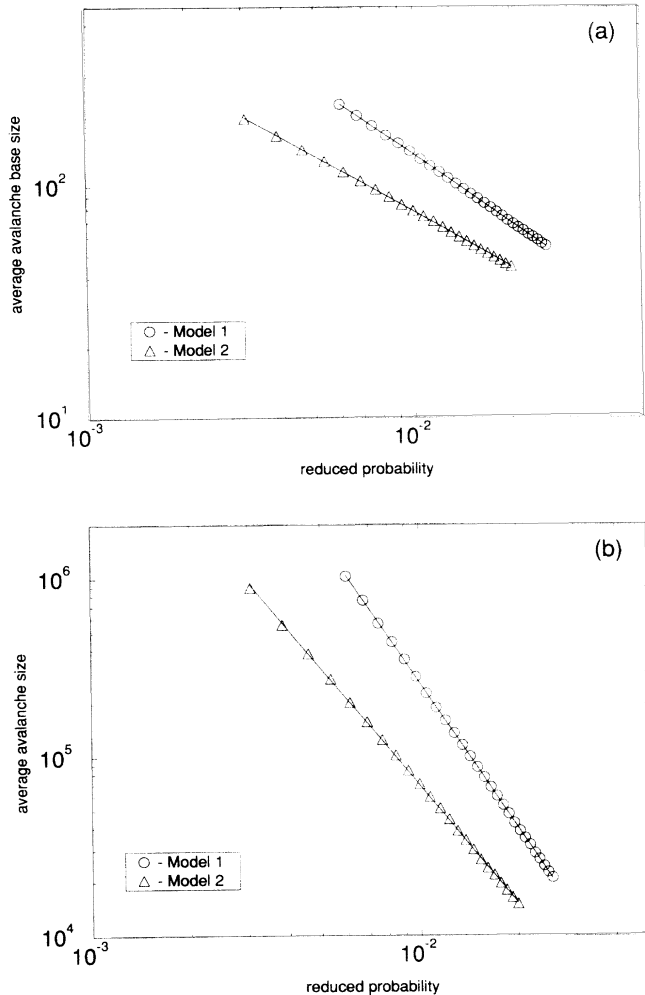 (a)
average avalanche base size
10²
○ - Model 1
△ - Model 2
10¹
10⁻³
10⁻²
reduced probability
(b)
10⁶
average avalanche size
10⁵
○ - Model 1
△ - Model 2
10⁴
10⁻³
10⁻²
reduced probability